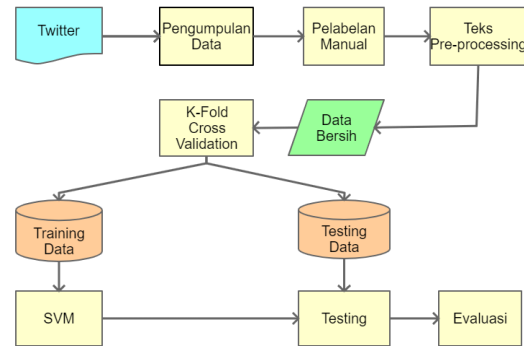 Twitter
Pengumpulan
Data
Pelabelan
Manual
Teks
Pre-processing
K-Fold
Cross
Validation
Data
Bersih
Training
Data
Testing
Data
SVM
Testing
Evaluasi